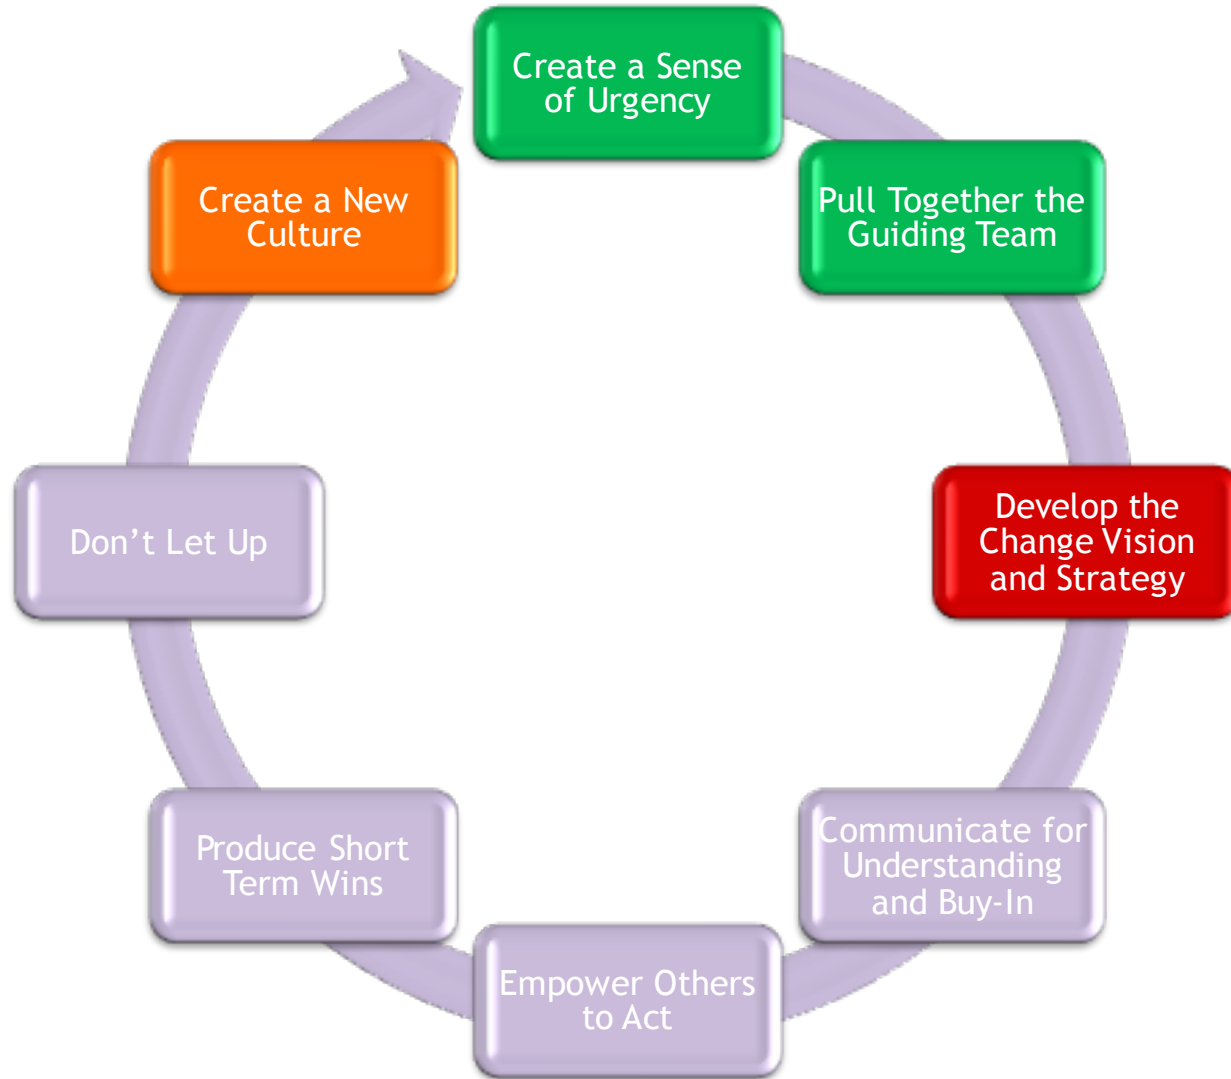 Create a Sense
of Urgency
Pull Together the
Guiding Team
Develop the
Change Vision
and Strategy
Communicate for
Understanding
and Buy-In
Empower Others
to Act
Produce Short
Term Wins
Don’t Let Up
Create a New
Culture